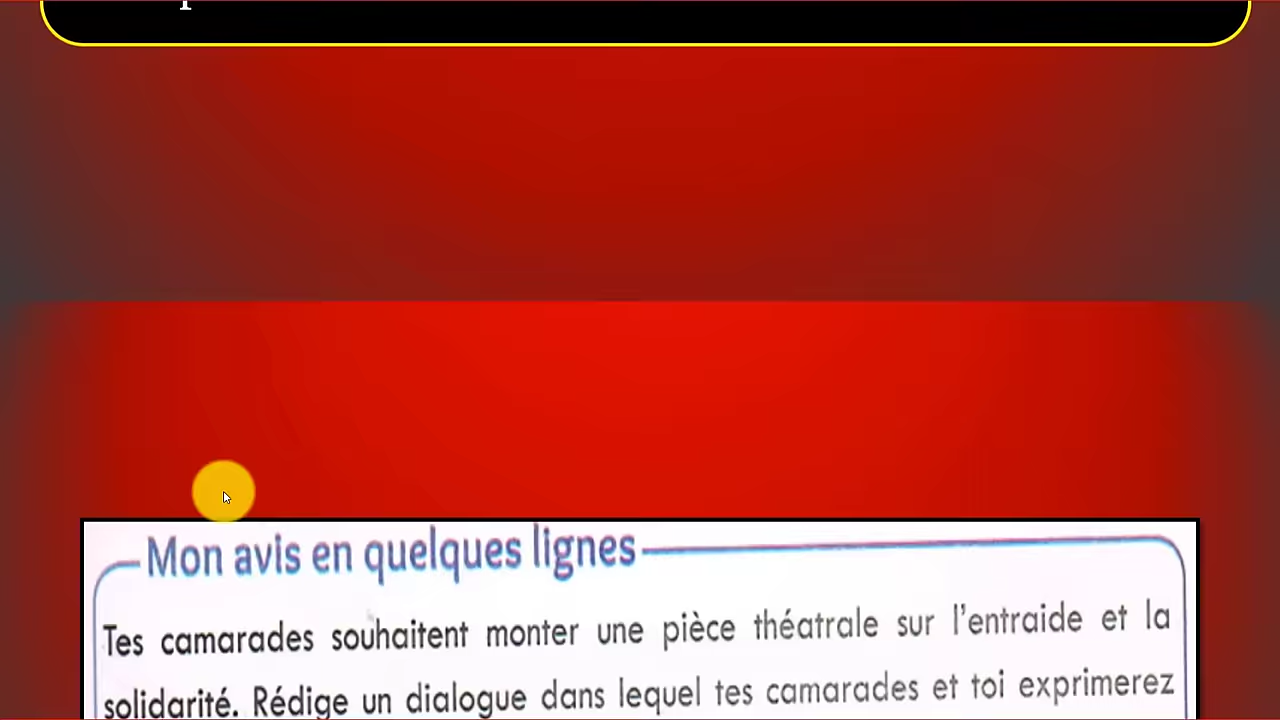 Mon avis en quelques lignes
Tes camarades souhaitent monter une pièce théatrale sur l'entraide et la
solidarité. Rédige un dialogue dans lequel tes camarades et toi exprimerez